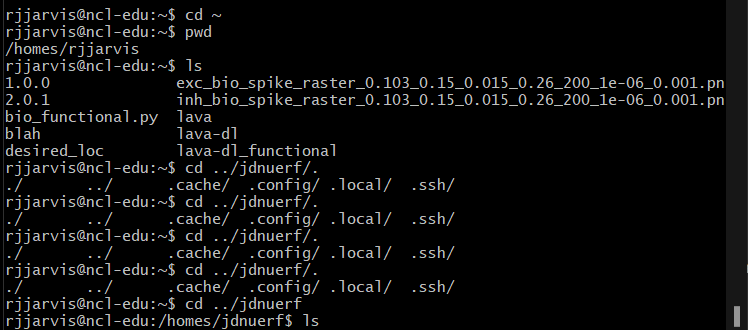 rjjarvis@ncl-edu:~$ cd ~
rjjarvis@ncl-edu:~$ pwd
/homes/rjjarvis
rjjarvis@ncl-edu:~$ ls
1.0.0 exc_bio_spike_raster_0.103_0.15_0.015_0.26_200_1e-06_0.001.pn
2.0.1 inh_bio_spike_raster_0.103_0.15_0.015_0.26_200_1e-06_0.001.pn
bio_functional.py lava
blah lava-dl
desired_loc lava-dl_functional
rjjarvis@ncl-edu:~$ cd ../jdnuerf/.
./ ../ .cache/ .config/ .local/ .ssh/
rjjarvis@ncl-edu:~$ cd ../jdnuerf/.
./ ../ .cache/ .config/ .local/ .ssh/
rjjarvis@ncl-edu:~$ cd ../jdnuerf/.
./ ../ .cache/ .config/ .local/ .ssh/
rjjarvis@ncl-edu:~$ cd ../jdnuerf/.
./ ../ .cache/ .config/ .local/ .ssh/
rjjarvis@ncl-edu:~$ cd ../jdnuerf
rjjarvis@ncl-edu:/homes/jdnuerf$ ls